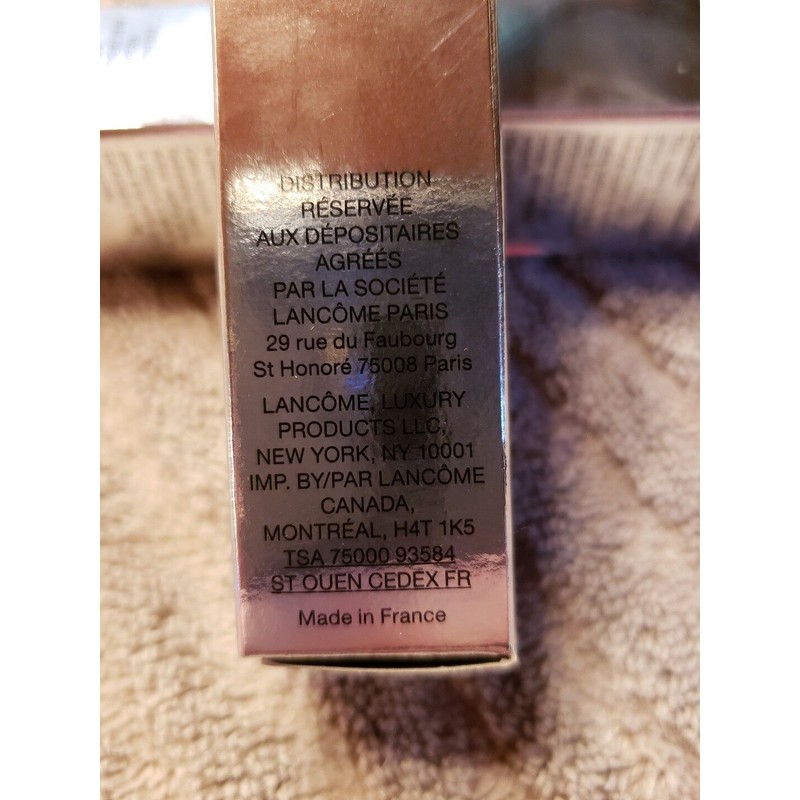 DISTRIBUTION
RÉSERVÉE
AUX DÉPOSITAIRES
AGRÉÉS
PAR LA SOCIÉTÉ
LANCÔME PARIS
29 rue du Faubourg
St Honoré 75008 Paris
LANCÔME, LUXURY
PRODUCTS LLC,
NEW YORK, NY 10001
IMP. BY/PAR LANCÔME
CANADA,
MONTRÉAL, H4T 1K5
TSA 75000 93584
ST OUEN CEDEX FR
Made in France